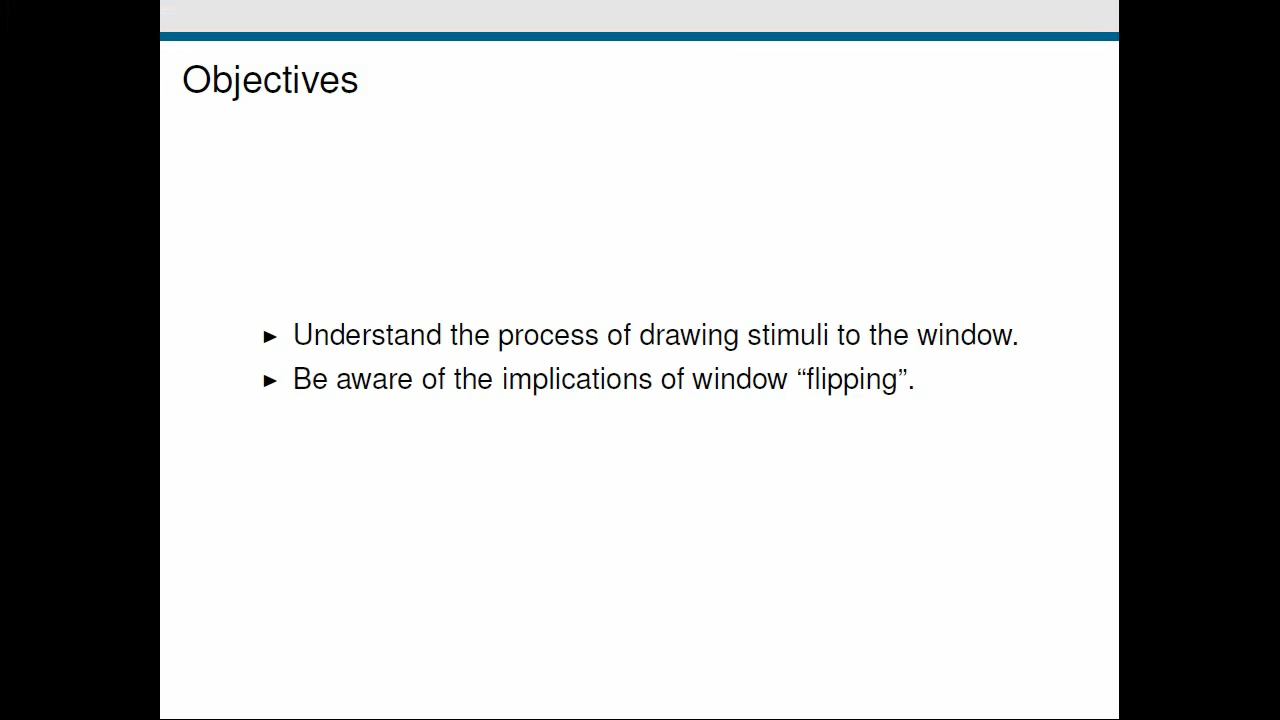 Objectives
▶ Understand the process of drawing stimuli to the window.
▶ Be aware of the implications of window “flipping”.